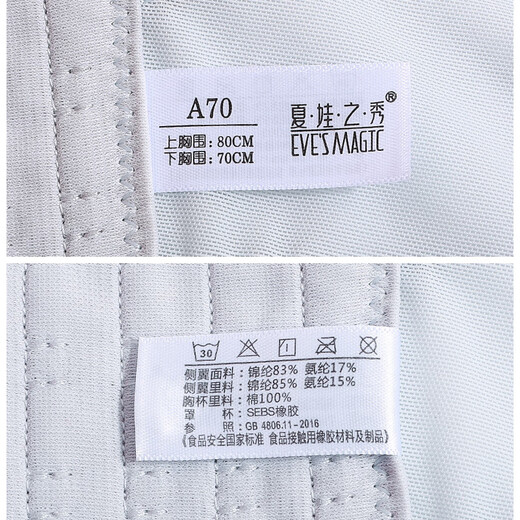 A70
上胸围：80CM
下胸围：70CM
夏·娃·之·秀®
EVE'SMAGIC
30
侧翼面料：锦纶83% 氨纶17%
侧翼里料：锦纶85% 氨纶15%
胸杯里料：棉100%
罩 杯：SEBS橡胶
参 照：GB 4806.11-2016
《食品安全国家标准 食品接触用橡胶材料及制品》